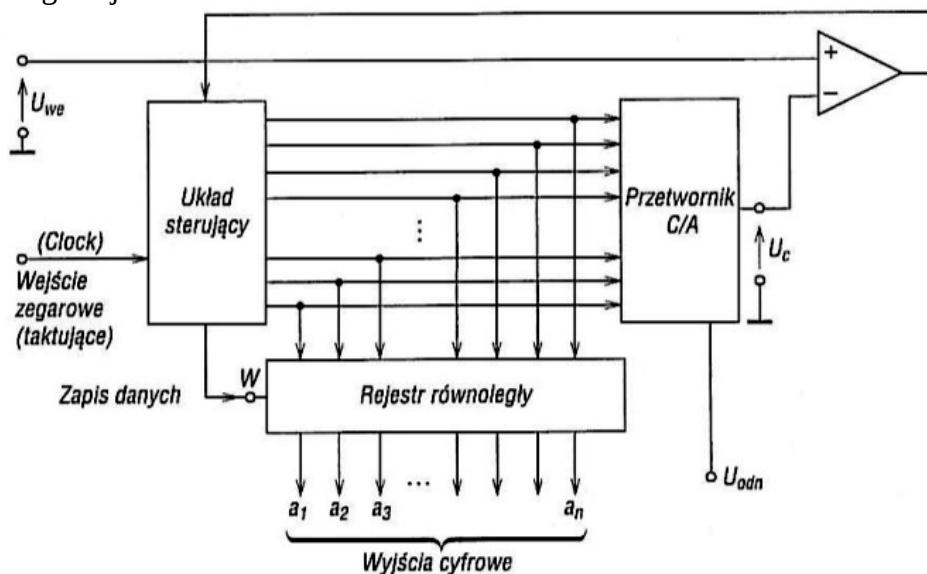 U_we
+
−
Układ
sterujący
Przetwornik
C/A
(Clock)
Wejście
zegarowe
(taktujące)
U_c
Zapis danych
W
Rejestr równoległy
U_odn
a_1 a_2 a_3 ... a_n
Wyjścia cyfrowe